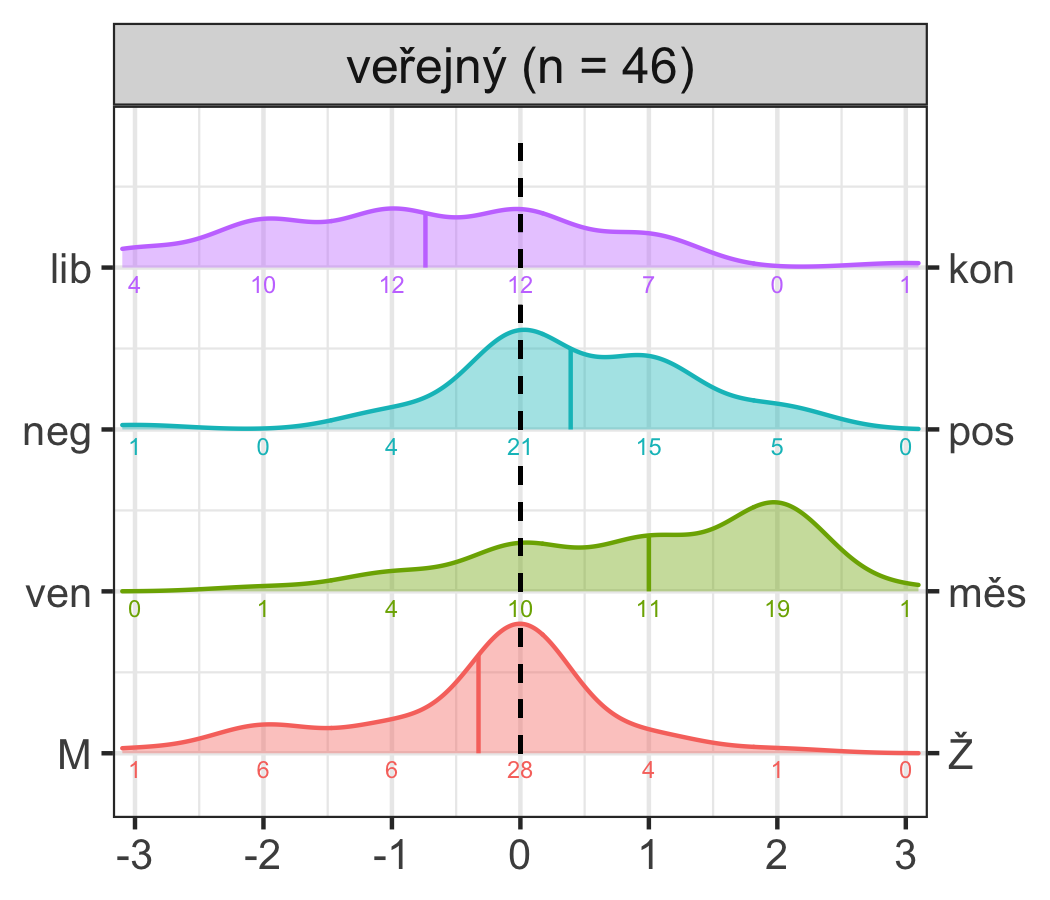 veřejný (n = 46)
lib kon
4 10 12 12 7 0 1
neg pos
1 0 4 21 15 5 0
ven měs
0 1 4 10 11 19 1
M Ž
1 6 6 28 4 1 0
-3 -2 -1 0 1 2 3